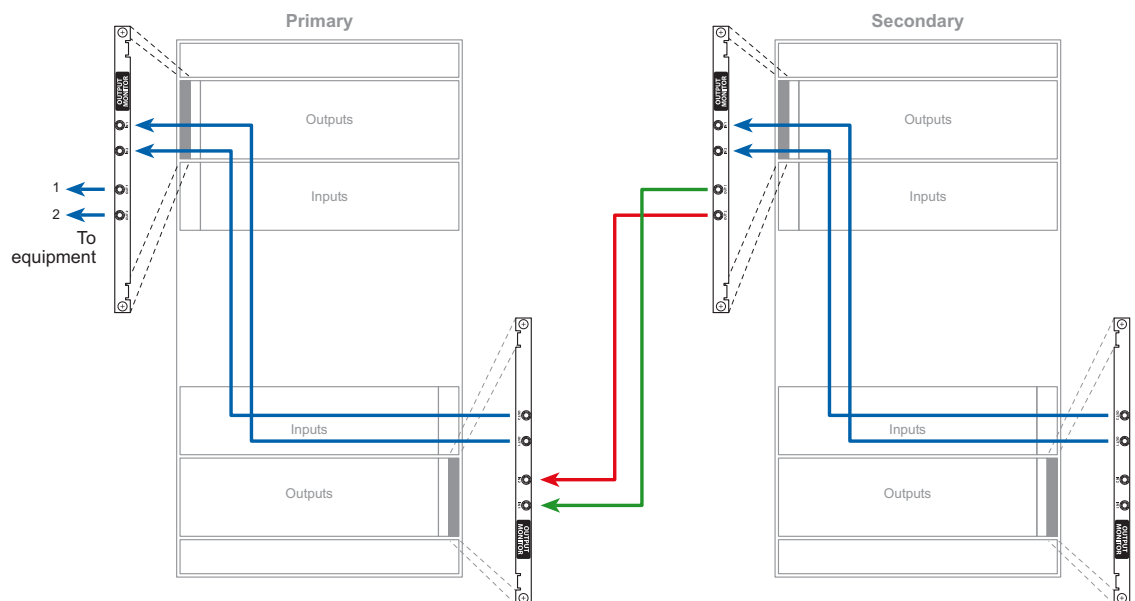 Primary
Secondary
OUTPUT
MONITOR
OUTPUT
MONITOR
Outputs
Outputs
Inputs
Inputs
1
2
To
equipment
Inputs
Inputs
Outputs
Outputs
OUTPUT
MONITOR
OUTPUT
MONITOR